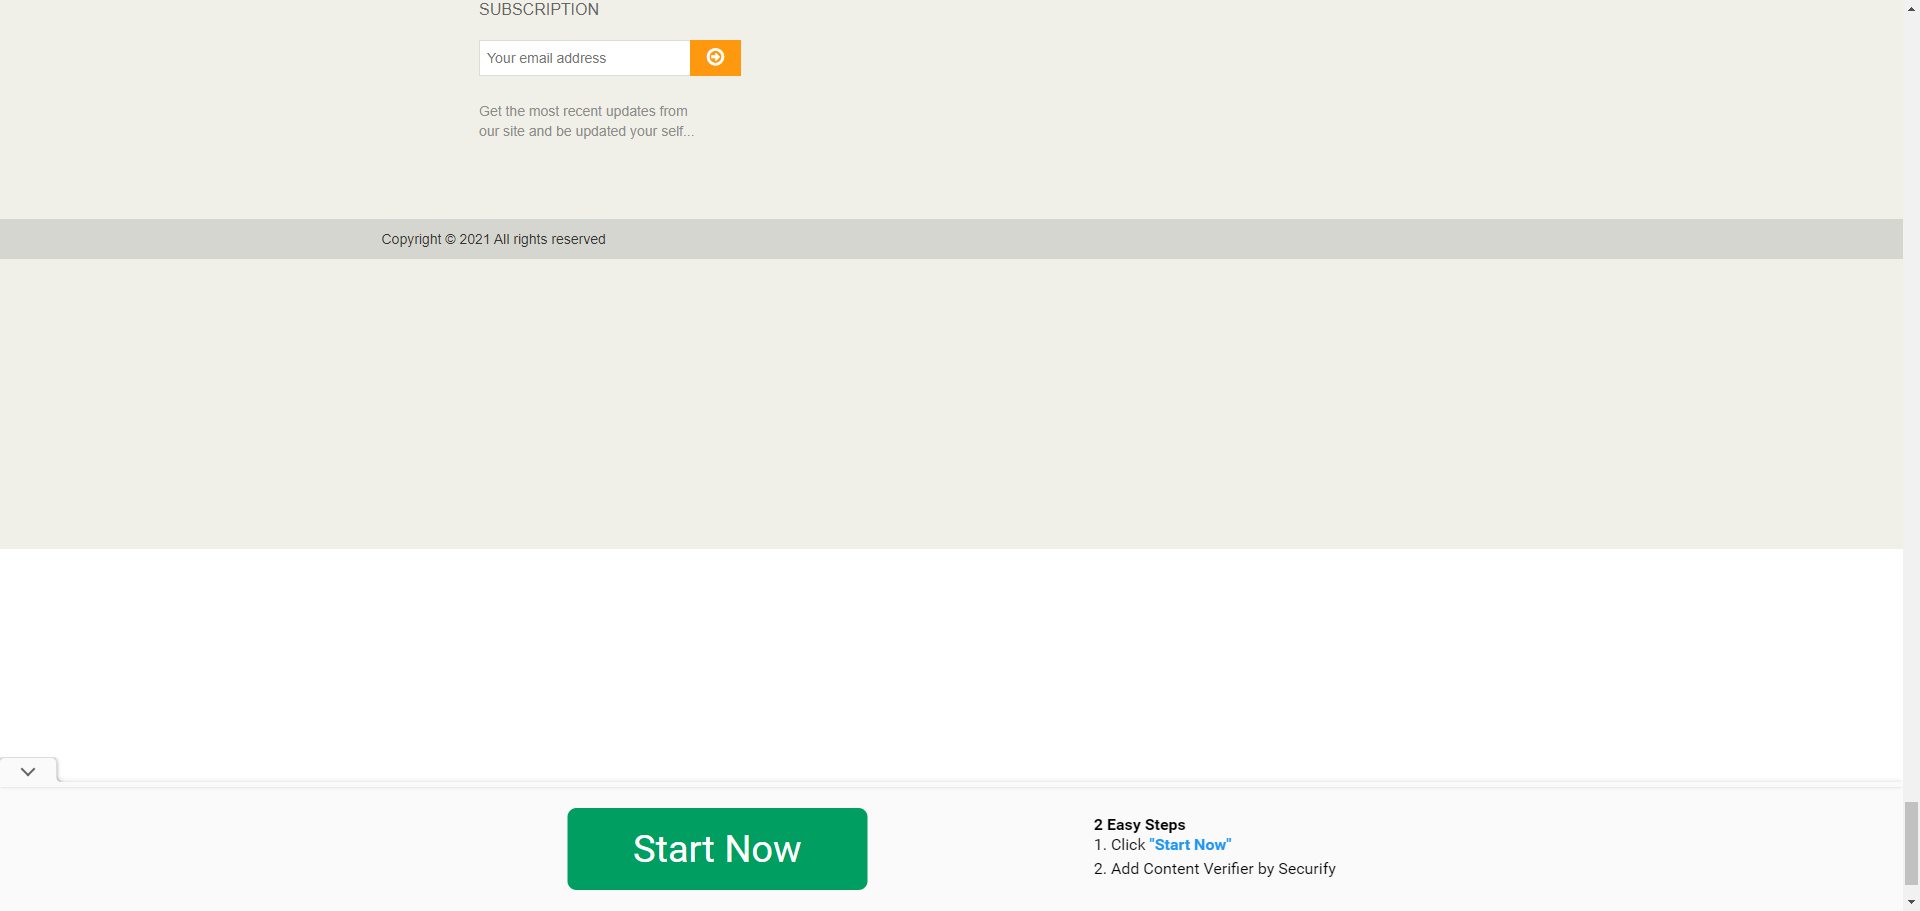 SUBSCRIPTION
Your email address
Get the most recent updates from
our site and be updated your self...
Copyright © 2021 All rights reserved
Start Now
2 Easy Steps
1. Click "Start Now"
2. Add Content Verifier by Securify